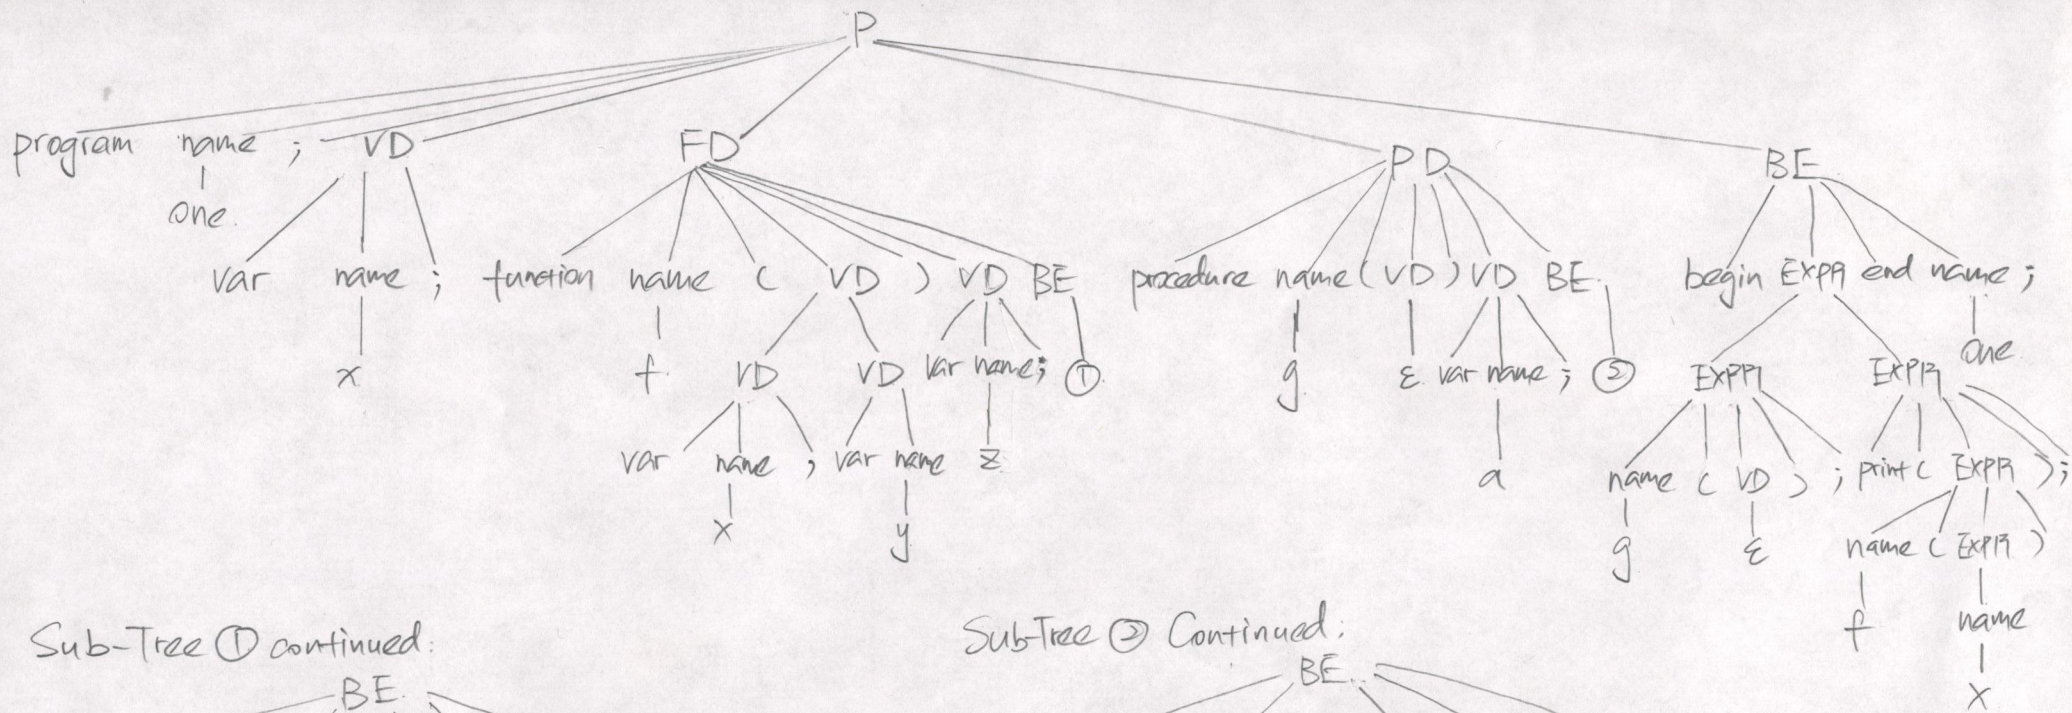 P
program name ; VD FD PD BE
one.
var name ; function name ( VD ) VD BE procedure name ( VD ) VD BE. begin EXPR end name ;
x f VD VD var name ; ① g ε var name ; ② EXPR EXPR one
var name , var name z a name ( VD ) ; print ( EXPR ) ;
x y g ε name ( EXPR )
f name
x
Sub-Tree ① continued: Sub-Tree ② Continued:
BE. BE.